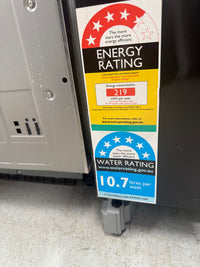 The more
stars the more
energy efficient
ENERGY
RATING
Energy consumption
219
kWh per year
www.energyrating.gov.au
The more
stars the more
water efficient
WATER RATING
www.waterrating.gov.au
10.7 litres per
wash